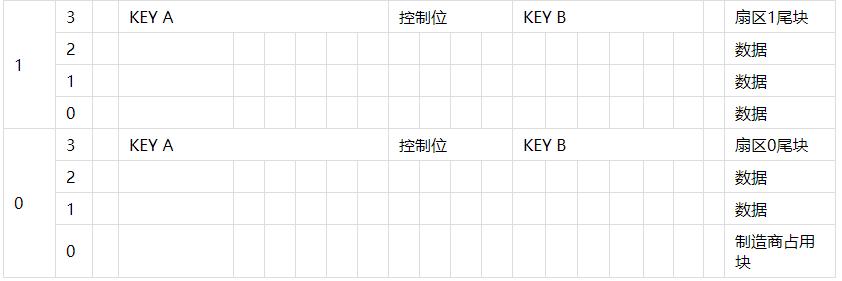 3 KEY A 控制位 KEY B 扇区1尾块
2 数据
1
1 数据
0 数据
3 KEY A 控制位 KEY B 扇区0尾块
2 数据
0
1 数据
0 制造商占用
块